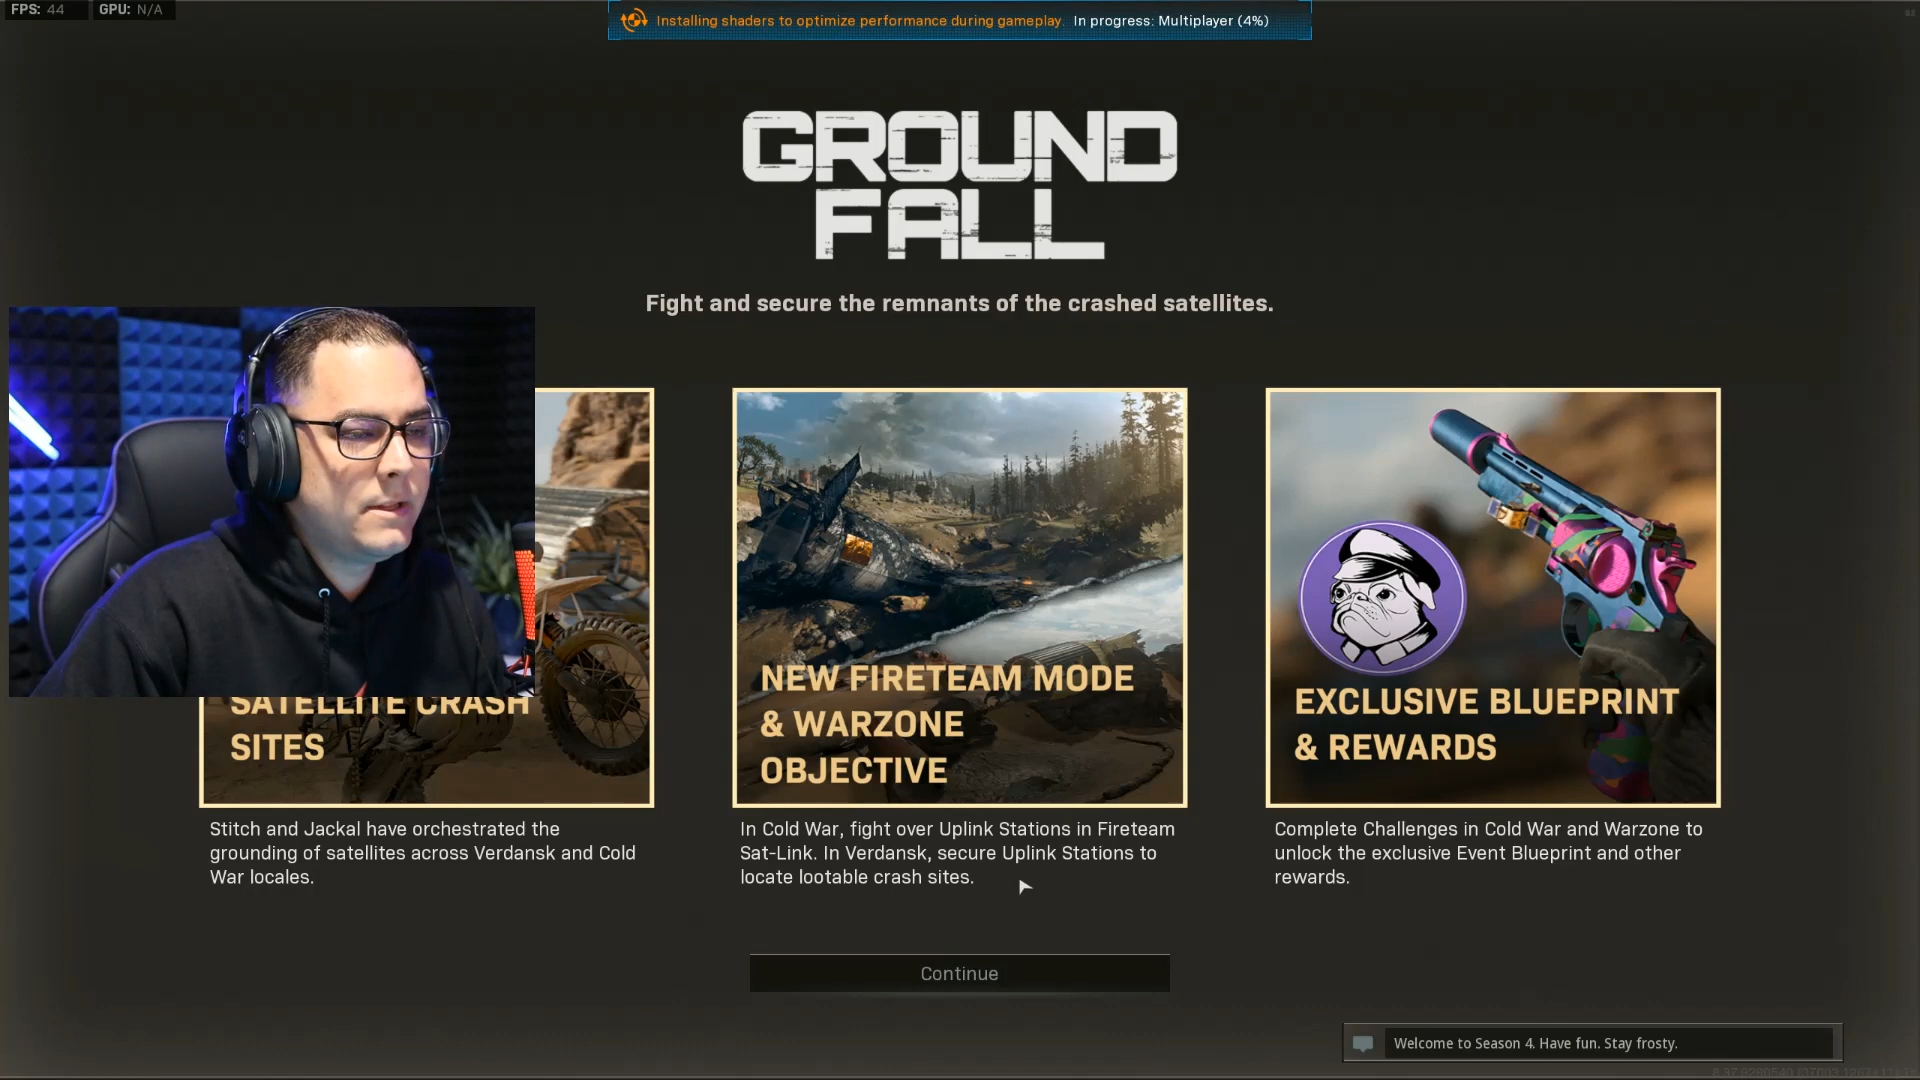 FPS: 44 GPU: N/A
Installing shaders to optimize performance during gameplay. In progress: Multiplayer (4%)
GROUND
FALL
Fight and secure the remnants of the crashed satellites.
SATELLITE CRASH
SITES
Stitch and Jackal have orchestrated the
grounding of satellites across Verdansk and Cold
War locales.
NEW FIRETEAM MODE
& WARZONE
OBJECTIVE
In Cold War, fight over Uplink Stations in Fireteam
Sat-Link. In Verdansk, secure Uplink Stations to
locate lootable crash sites.
EXCLUSIVE BLUEPRINT
& REWARDS
Complete Challenges in Cold War and Warzone to
unlock the exclusive Event Blueprint and other
rewards.
Continue
Welcome to Season 4. Have fun. Stay frosty.